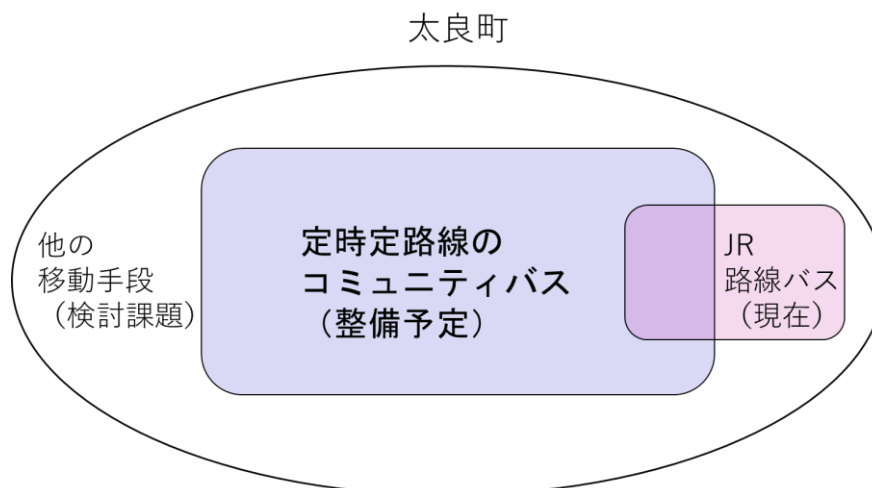 太良町
他の
移動手段
（検討課題）
定時定路線の
コミュニティバス
（整備予定）
JR
路線バス
（現在）